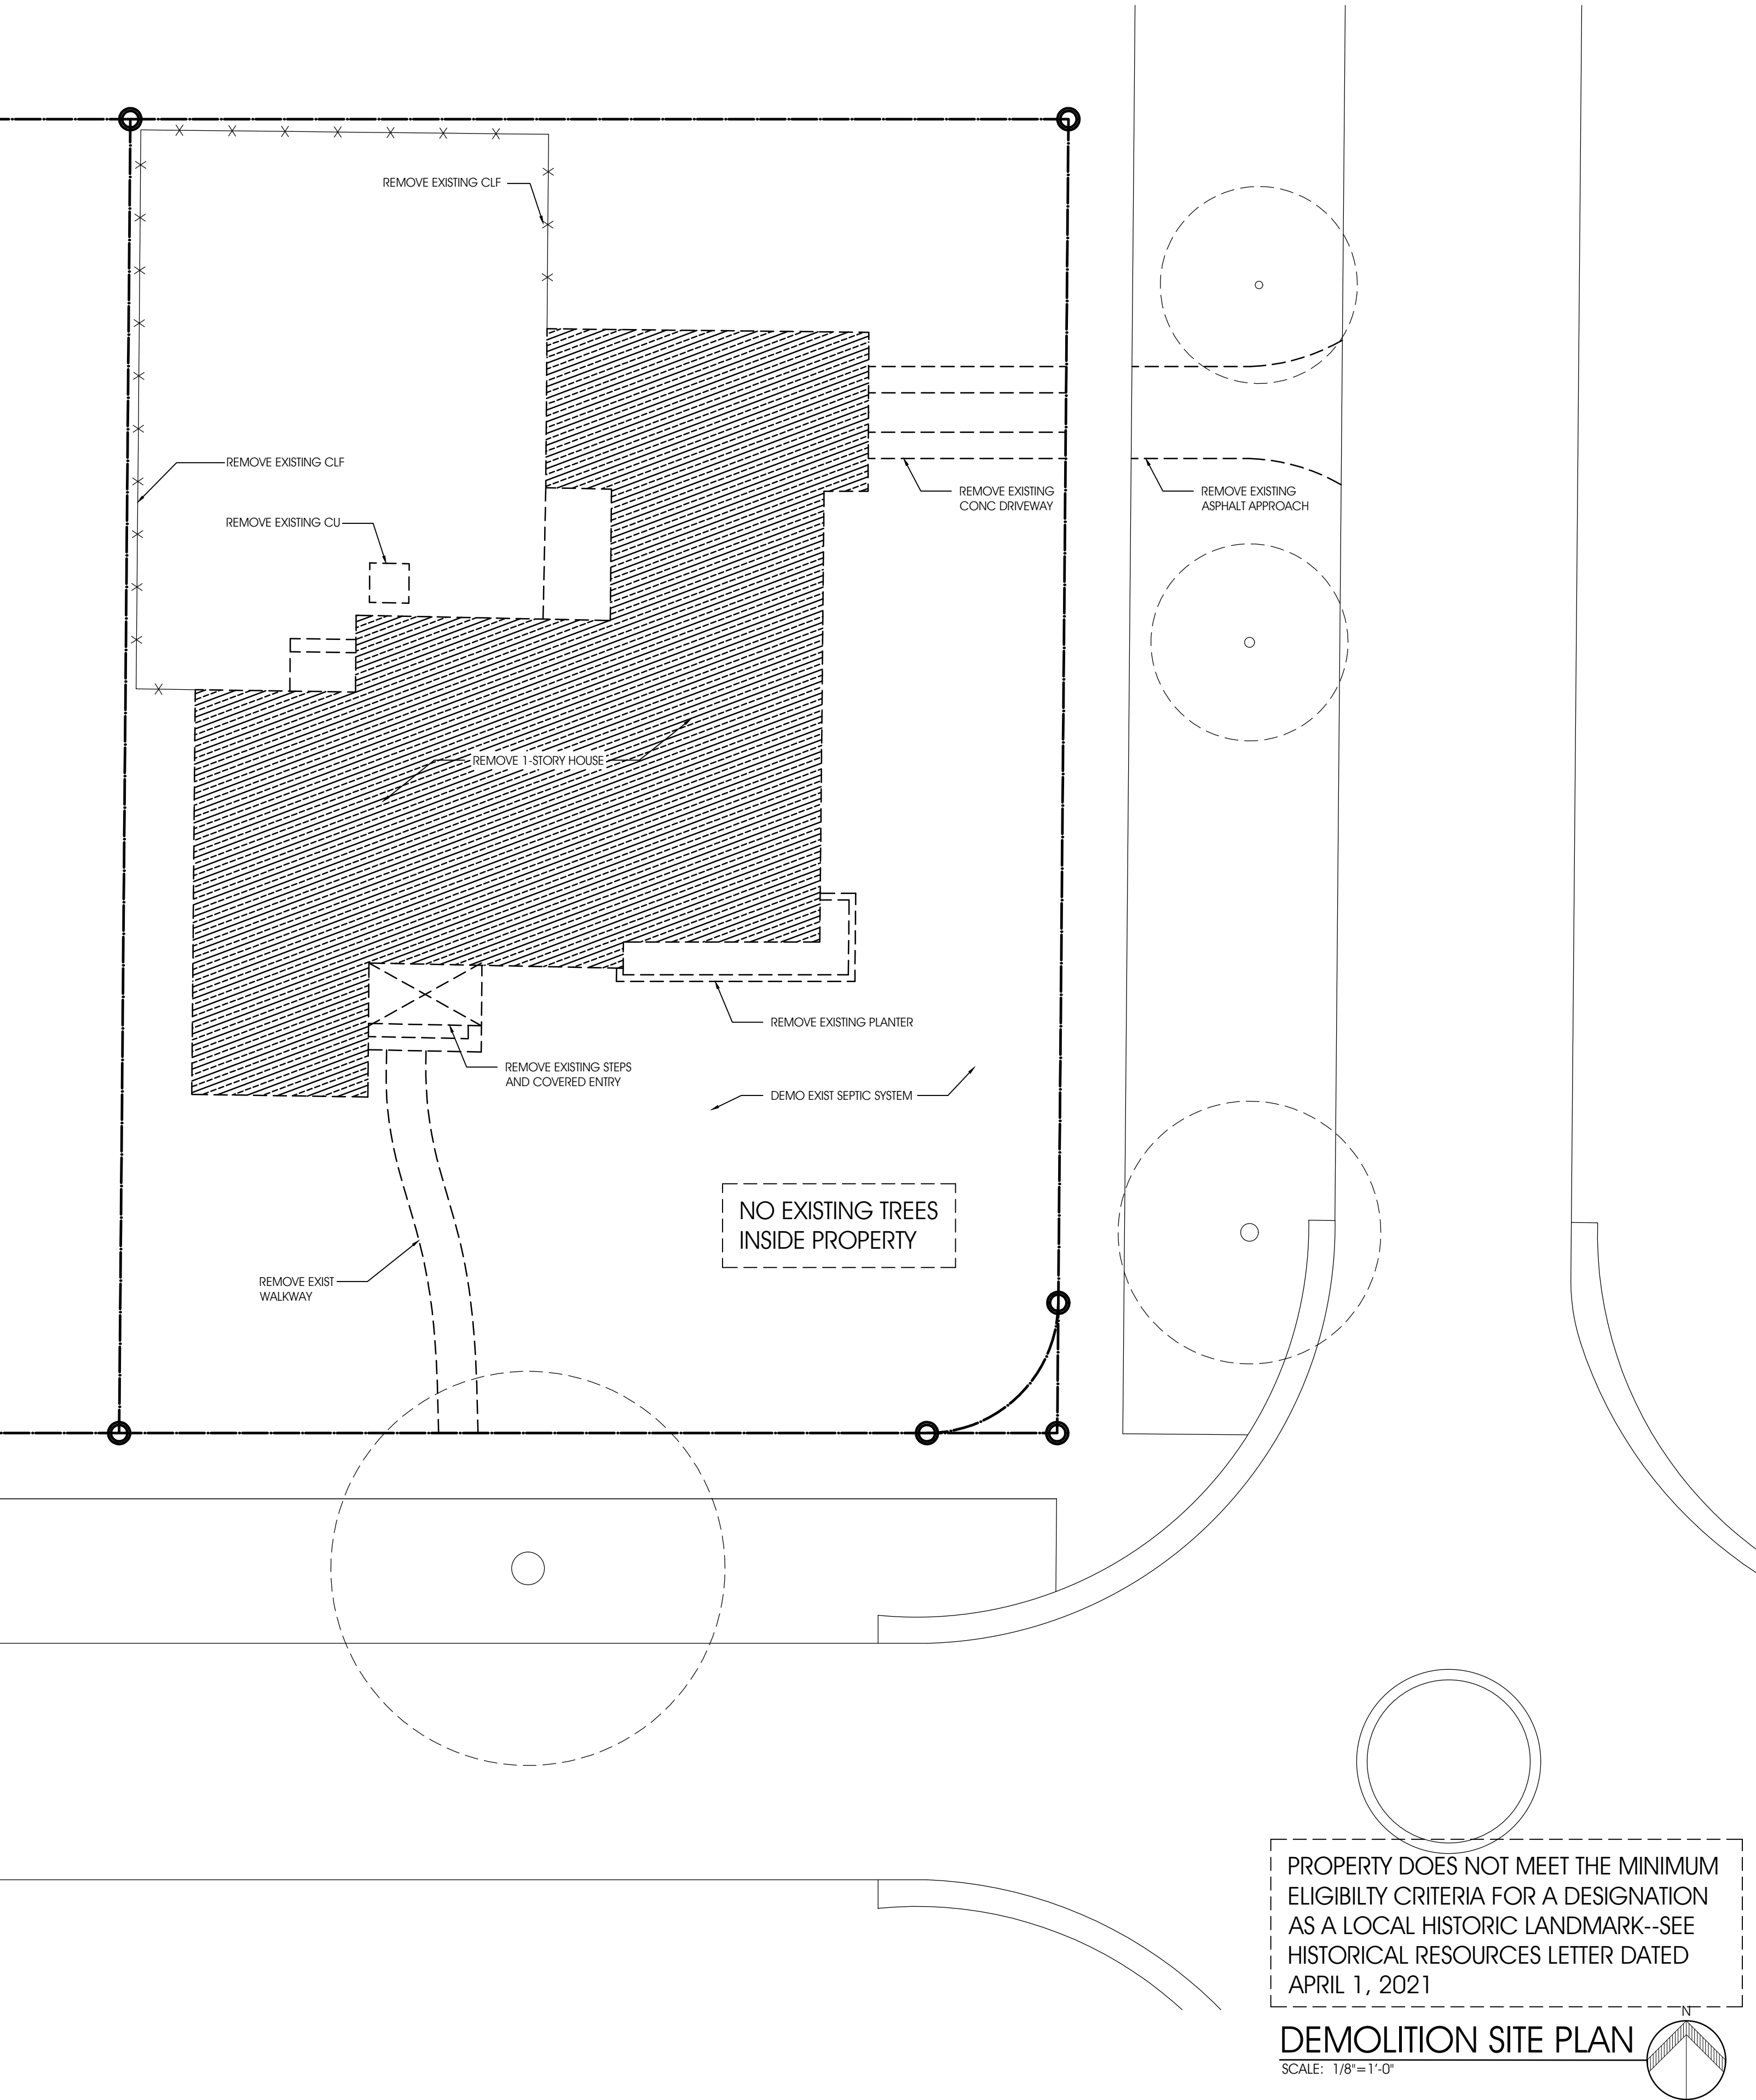 REMOVE EXISTING CLF
REMOVE EXISTING CLF
REMOVE EXISTING
CONC DRIVEWAY
REMOVE EXISTING
ASPHALT APPROACH
REMOVE EXISTING CU
REMOVE 1-STORY HOUSE
REMOVE EXISTING PLANTER
REMOVE EXISTING STEPS
AND COVERED ENTRY
DEMO EXIST SEPTIC SYSTEM
NO EXISTING TREES
INSIDE PROPERTY
REMOVE EXIST
WALKWAY
PROPERTY DOES NOT MEET THE MINIMUM
ELIGIBILTY CRITERIA FOR A DESIGNATION
AS A LOCAL HISTORIC LANDMARK--SEE
HISTORICAL RESOURCES LETTER DATED
APRIL 1, 2021
N
DEMOLITION SITE PLAN
SCALE: 1/8"=1'-0"